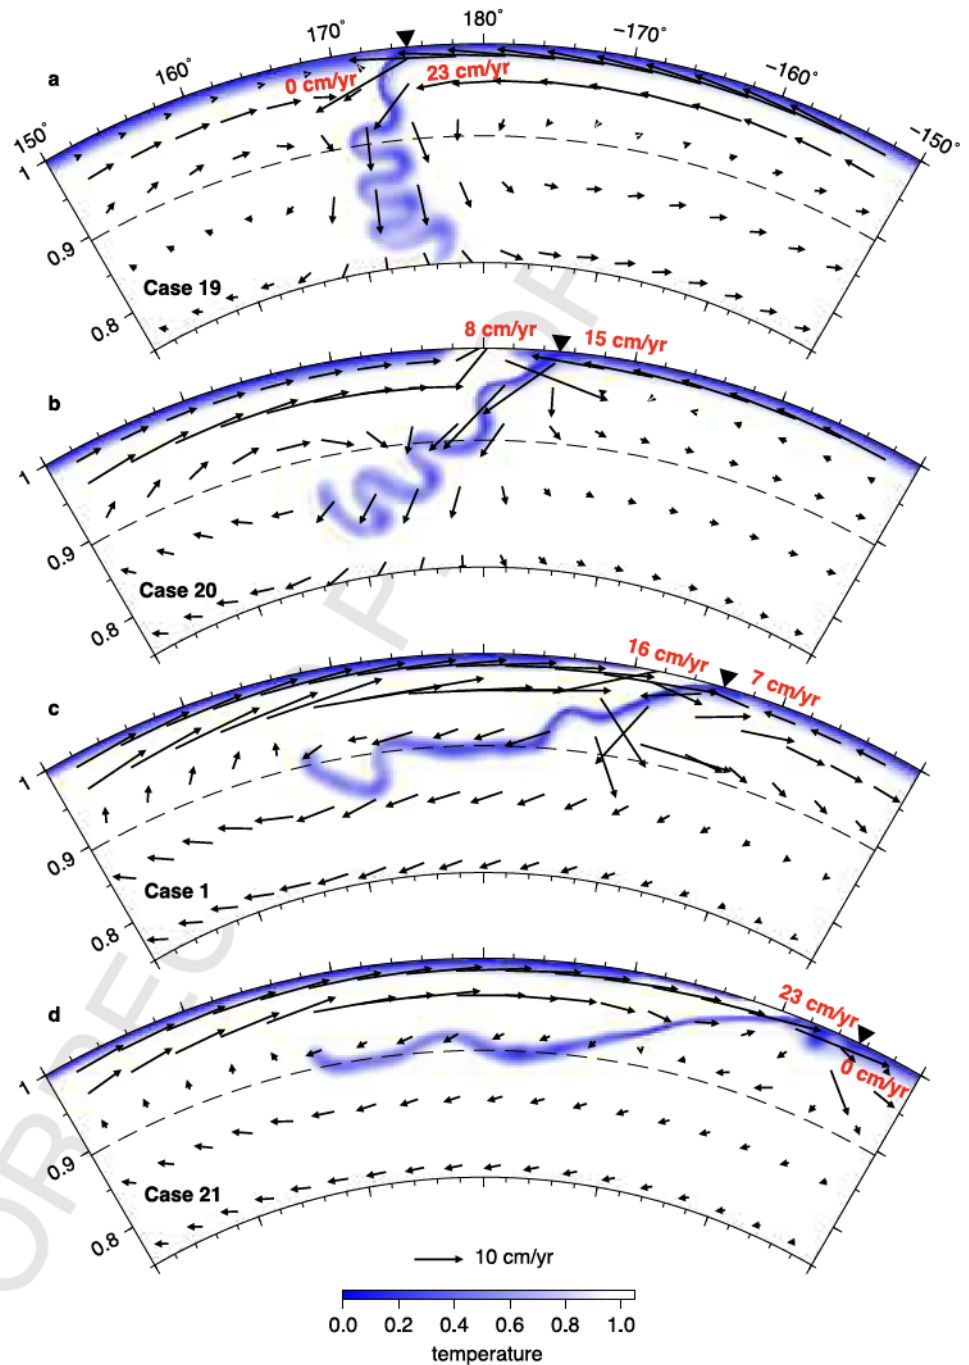 170° 180° −170°
160° −160°
150° −150°
a
0 cm/yr 23 cm/yr
1
0.9
0.8
Case 19
b
8 cm/yr 15 cm/yr
1
0.9
0.8
Case 20
c
16 cm/yr 7 cm/yr
1
0.9
0.8
Case 1
d
23 cm/yr
0 cm/yr
1
0.9
0.8
Case 21
10 cm/yr
0.0 0.2 0.4 0.6 0.8 1.0
temperature